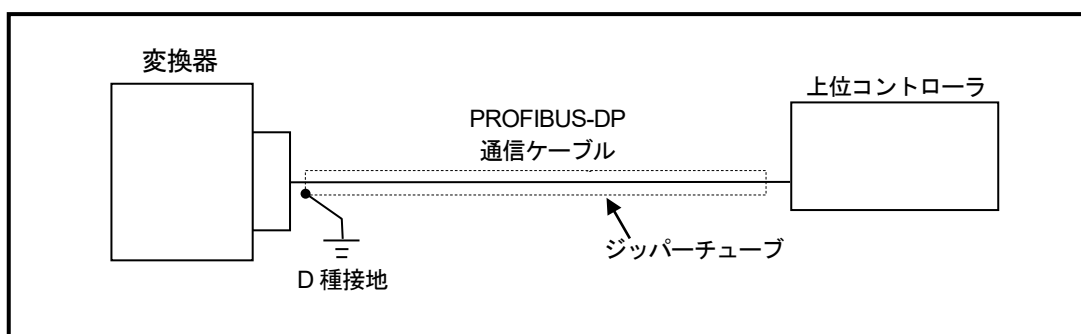 変換器
上位コントローラ
PROFIBUS-DP
通信ケーブル
ジッパーチューブ
D 種接地